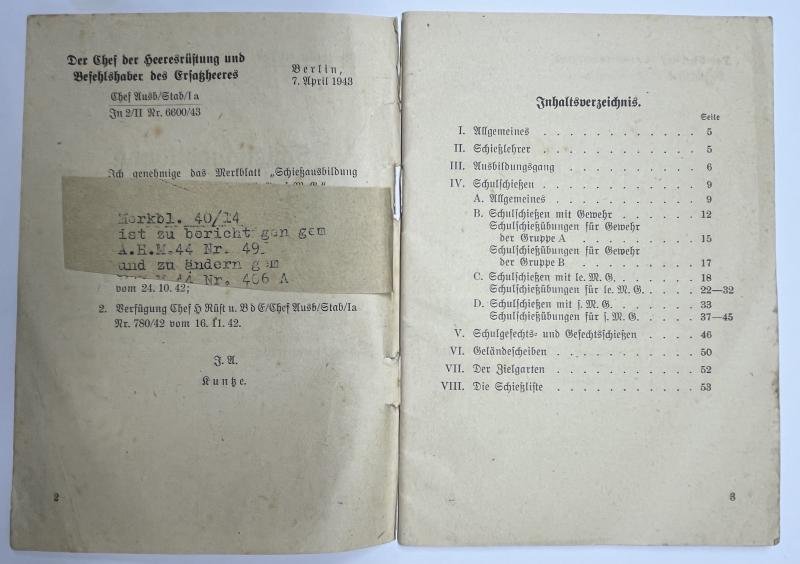 Der Chef der Heeresrüstung und
Befehlshaber des Ersatzheeres
Berlin,
7. April 1943
Chef Ausb/Stab/Ia
In 2/II Nr. 6600/43
Ich genehmige das Merkblatt „Schießausbildung
Merkbl. 40/14
ist zu bericht gen gem
A.H.M.44 Nr. 49
und zu ändern gem
44 Nr. 406 A
vom 24. 10. 42;
2. Verfügung Chef H Rüst u. B d E/Chef Ausb/Stab/Ia
Nr. 780/42 vom 16. 11. 42.
J. A.
Kuntze.
2
Inhaltsverzeichnis.
Seite
I. Allgemeines . . . . . . . . . . . . 5
II. Schießlehrer . . . . . . . . . . . . 5
III. Ausbildungsgang . . . . . . . . . . 6
IV. Schulschießen . . . . . . . . . . . . 9
A. Allgemeines . . . . . . . . . . . 9
B. Schulschießen mit Gewehr . . . . . . 12
Schulschießübungen für Gewehr
der Gruppe A . . . . . . . . . . 15
Schulschießübungen für Gewehr
der Gruppe B . . . . . . . . . . 17
C. Schulschießen mit le. M. G. . . . . . . 18
Schulschießübungen für le. M. G. . . . . 22—32
D. Schulschießen mit s. M. G. . . . . . . 33
Schulschießübungen für s. M. G. . . . . 37—45
V. Schulgefechts- und Gefechtsschießen . . . . 46
VI. Geländescheiben . . . . . . . . . . . 50
VII. Der Zielgarten . . . . . . . . . . . 52
VIII. Die Schießliste . . . . . . . . . . . 53
3